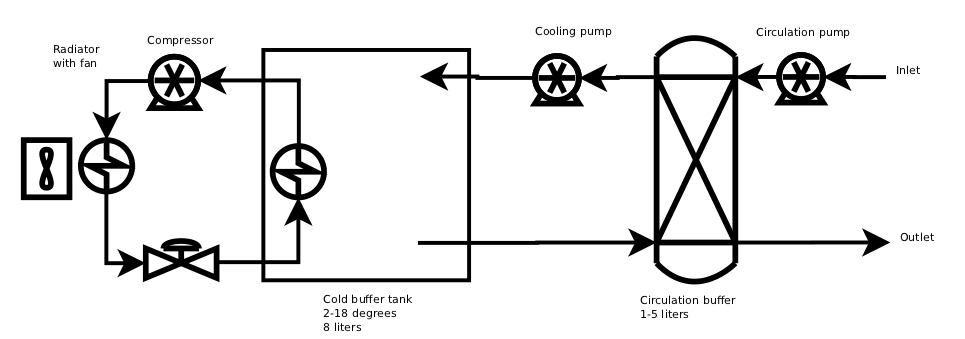 Radiator
with fan
Compressor
Cooling pump
Circulation pump
Inlet
Outlet
Cold buffer tank
2-18 degrees
8 liters
Circulation buffer
1-5 liters